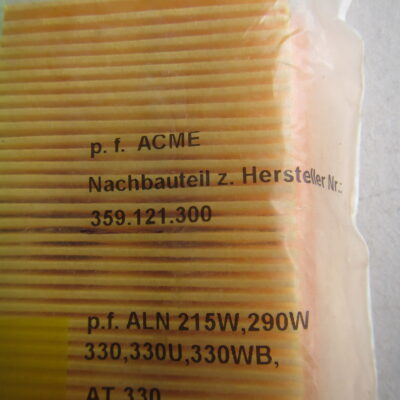 p. f. ACME
Nachbauteil z. Hersteller Nr.:
359.121.300
p.f. ALN 215W,290W
330,330U,330WB,
AT 330